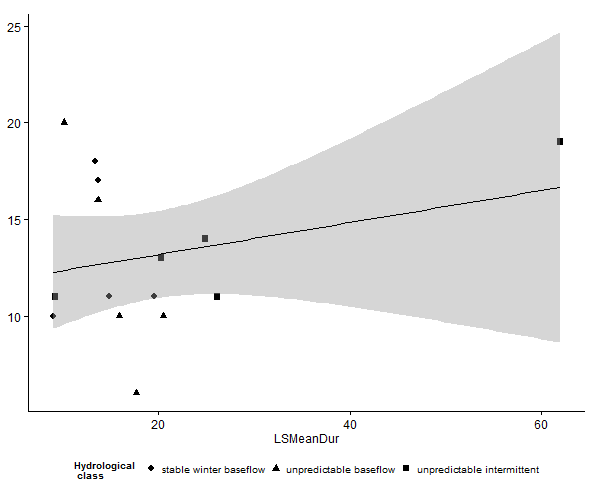 25
20
15
10
20
40
60
LSMeanDur
Hydrological
class
stable winter baseflow
unpredictable baseflow
unpredictable intermittent